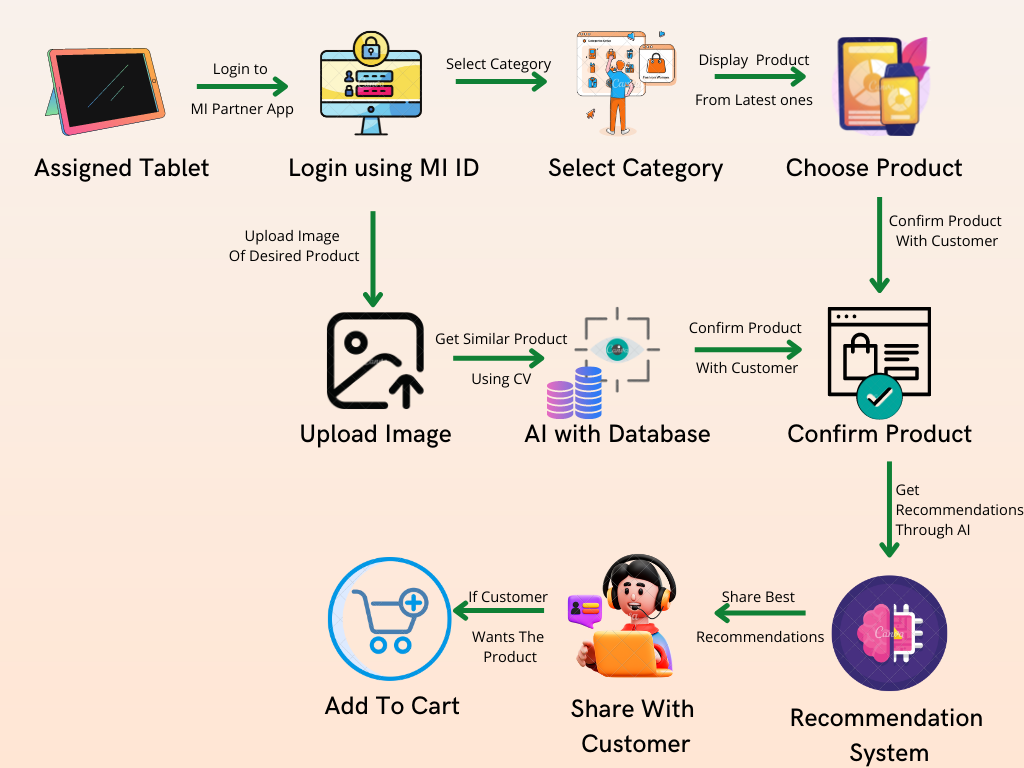 Login to
MI Partner App
Select Category
Display Product
From Latest ones
Assigned Tablet
Login using MI ID
Select Category
Choose Product
Upload Image
Of Desired Product
Confirm Product
With Customer
Get Similar Product
Using CV
Confirm Product
With Customer
Upload Image
AI with Database
Confirm Product
Get
Recommendations
Through AI
If Customer
Wants The
Product
Share Best
Recommendations
Canva
Add To Cart
Share With
Customer
Recommendation
System